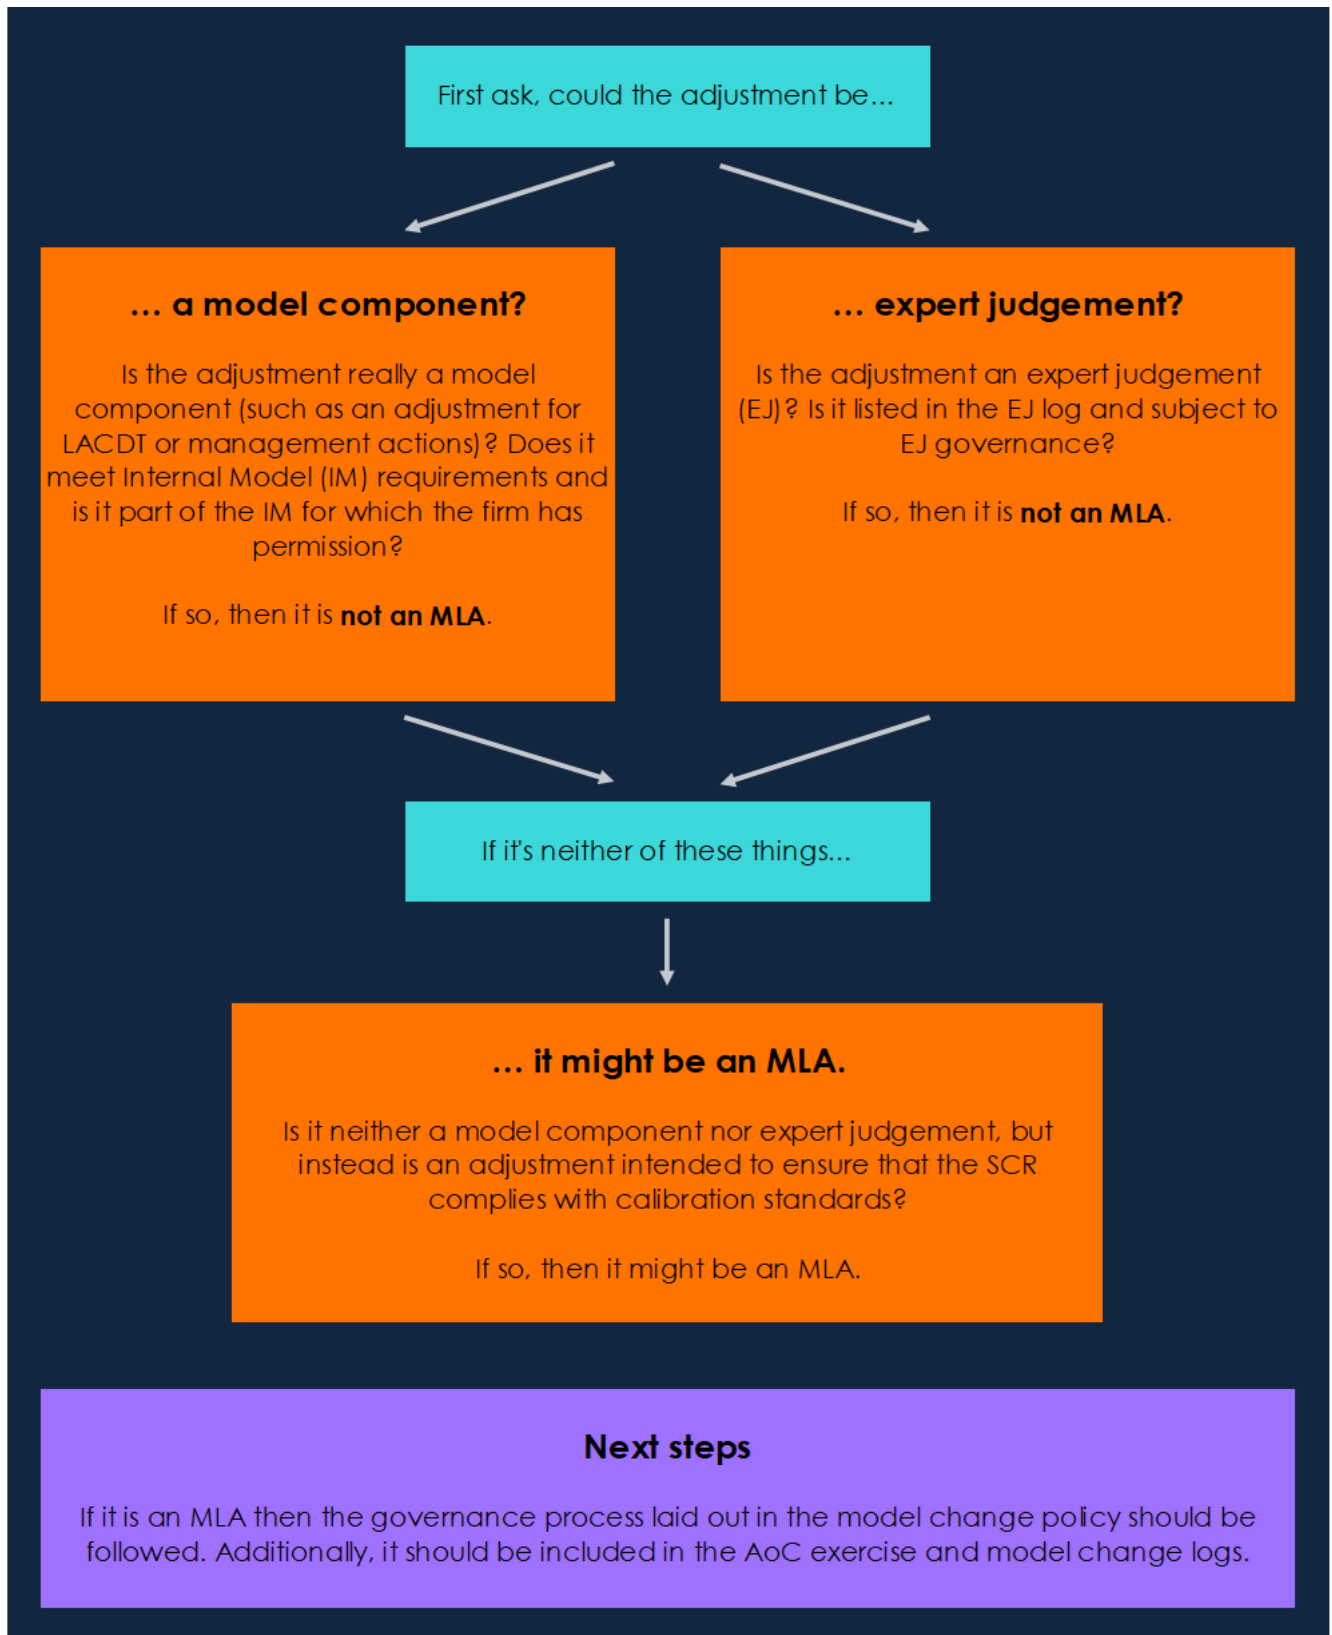 First ask, could the adjustment be...
... a model component?
Is the adjustment really a model
component (such as an adjustment for
LACDT or management actions)? Does it
meet Internal Model (IM) requirements and
is it part of the IM for which the firm has
permission?
If so, then it is not an MLA.
... expert judgement?
Is the adjustment an expert judgement
(EJ)? Is it listed in the EJ log and subject to
EJ governance?
If so, then it is not an MLA.
If it's neither of these things...
... it might be an MLA.
Is it neither a model component nor expert judgement, but
instead is an adjustment intended to ensure that the SCR
complies with calibration standards?
If so, then it might be an MLA.
Next steps
If it is an MLA then the governance process laid out in the model change policy should be
followed. Additionally, it should be included in the AoC exercise and model change logs.